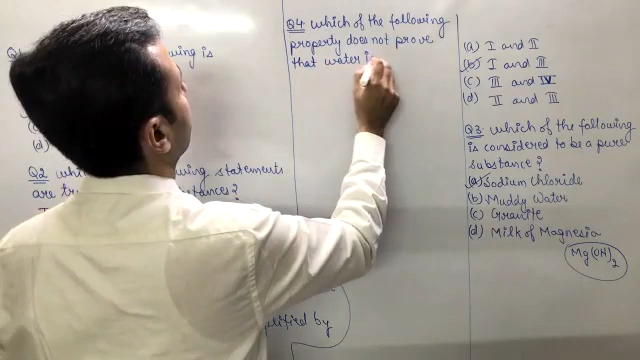 Q1
wing is
(d)
Q2 whi wing statements
are tr tances?
I
ified by
Q4 which of the following
property does not prove
that water i
(a) I and II
(b) I and III
(c) III and IV
(d) II and III
Q3 which of the following
is considered to be a pure
substance?
(a) Sodium Chloride
(b) Muddy Water
(c) Granite
(d) Milk of Magnesia
Mg(OH)2